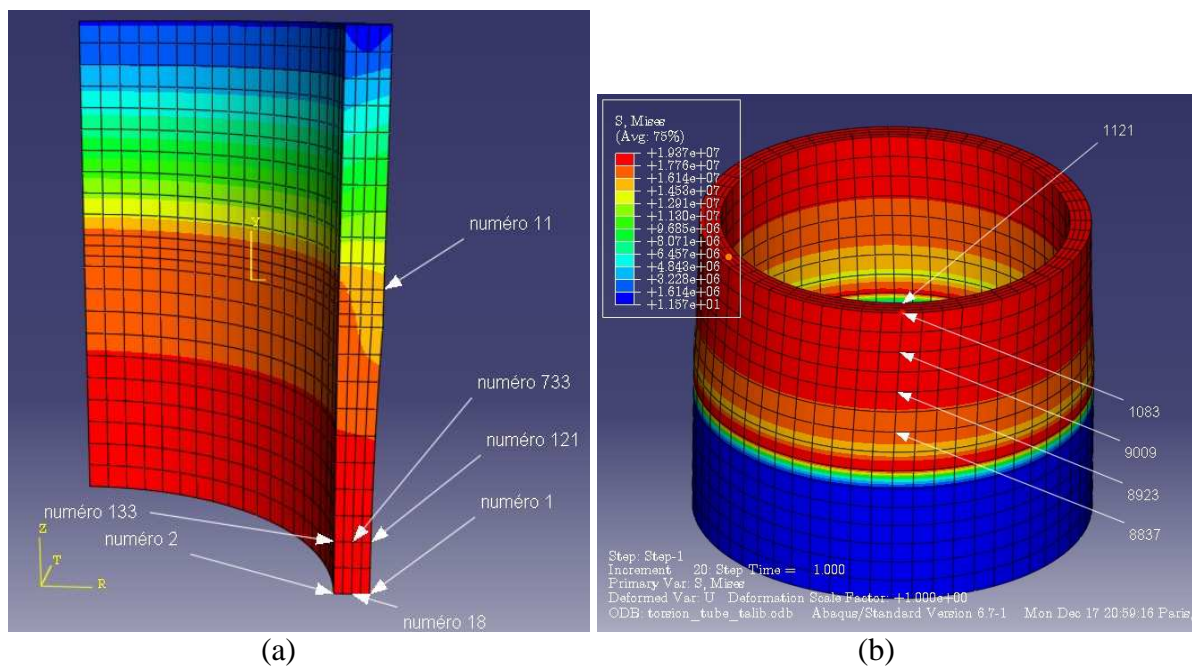 numéro 11
numéro 733
numéro 121
numéro 133
numéro 1
numéro 2
numéro 18
Y
Z
T
R
(a)
S, Mises
(Avg: 75%)
+1.937e+07
+1.776e+07
+1.614e+07
+1.453e+07
+1.291e+07
+1.130e+07
+9.685e+06
+8.071e+06
+6.457e+06
+4.843e+06
+3.228e+06
+1.614e+06
+1.157e+01
1121
1083
9009
8923
8837
Step: Step-1
Increment 20: Step Time = 1.000
Primary Var: S, Mises
Deformed Var: U Deformation Scale Factor: +1.000e+00
ODB: torsion_tube_talib.odb Abaqus/Standard Version 6.7-1 Mon Dec 17 20:59:16 Paris,
(b)